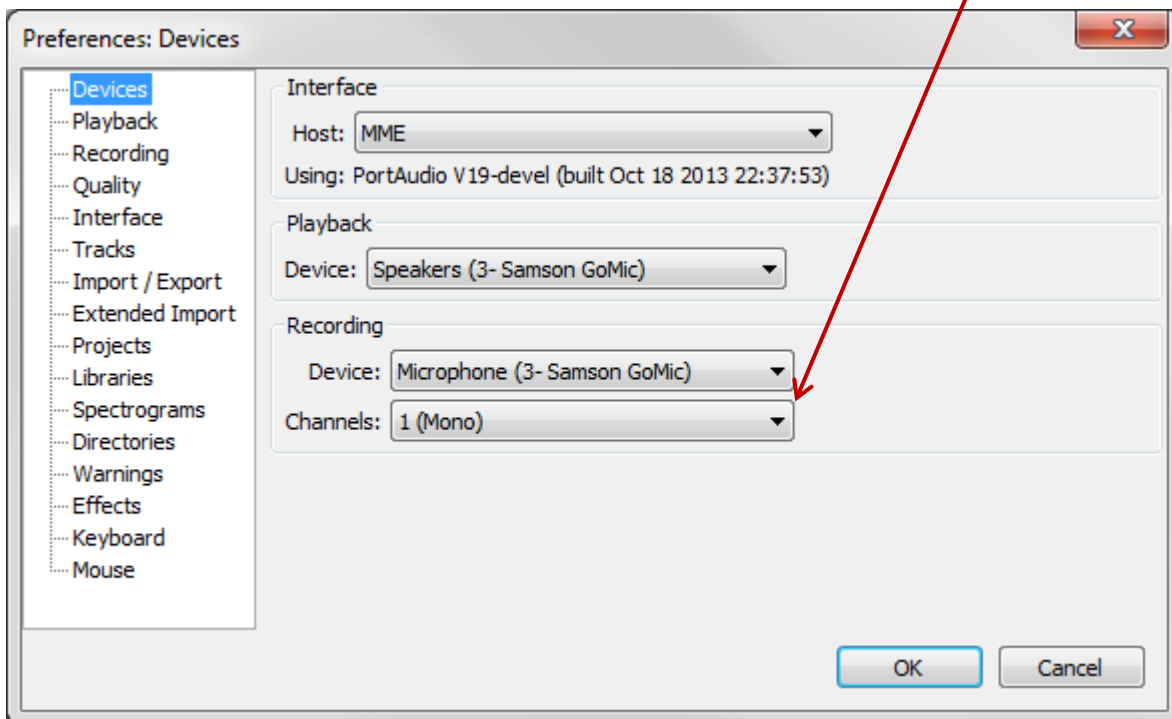 Preferences: Devices
Devices
Playback
Recording
Quality
Interface
Tracks
Import / Export
Extended Import
Projects
Libraries
Spectrograms
Directories
Warnings
Effects
Keyboard
Mouse
Interface
Host: MME
Using: PortAudio V19-devel (built Oct 18 2013 22:37:53)
Playback
Device: Speakers (3- Samson GoMic)
Recording
Device: Microphone (3- Samson GoMic)
Channels: 1 (Mono)
OK Cancel